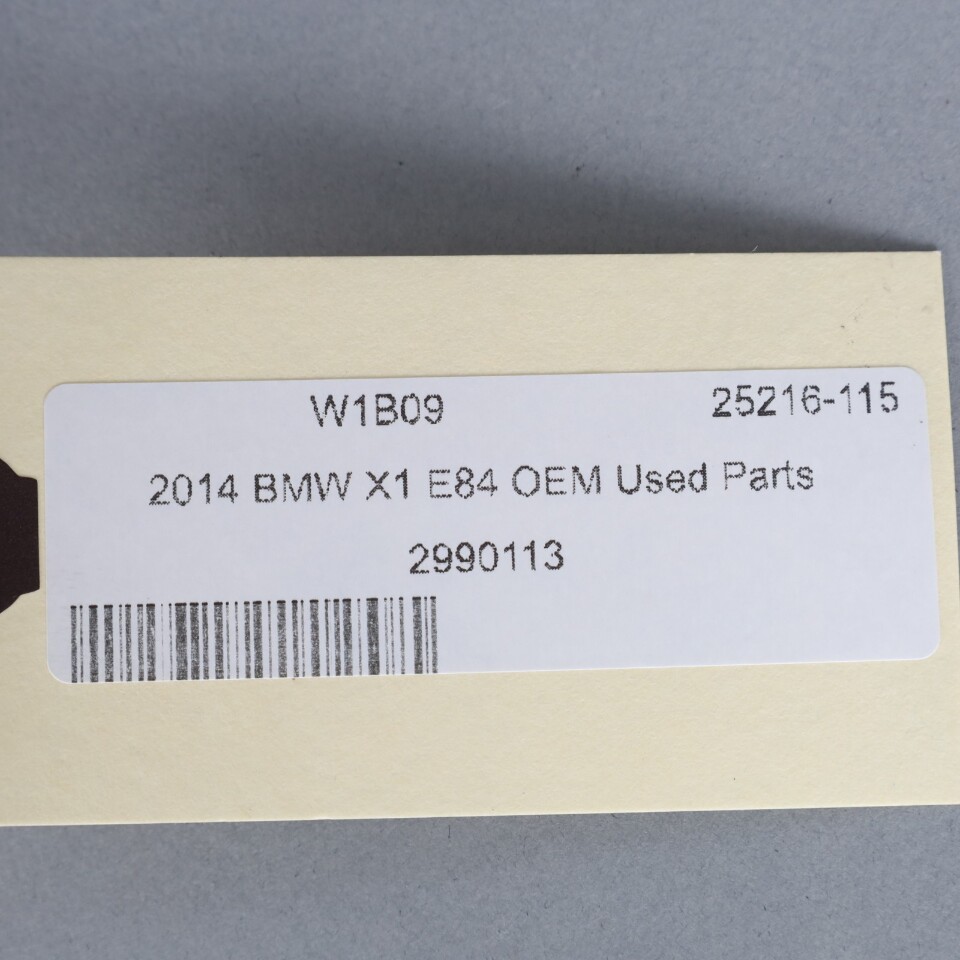 W1B09 25216-115
2014 BMW X1 E84 OEM Used Parts
2990113